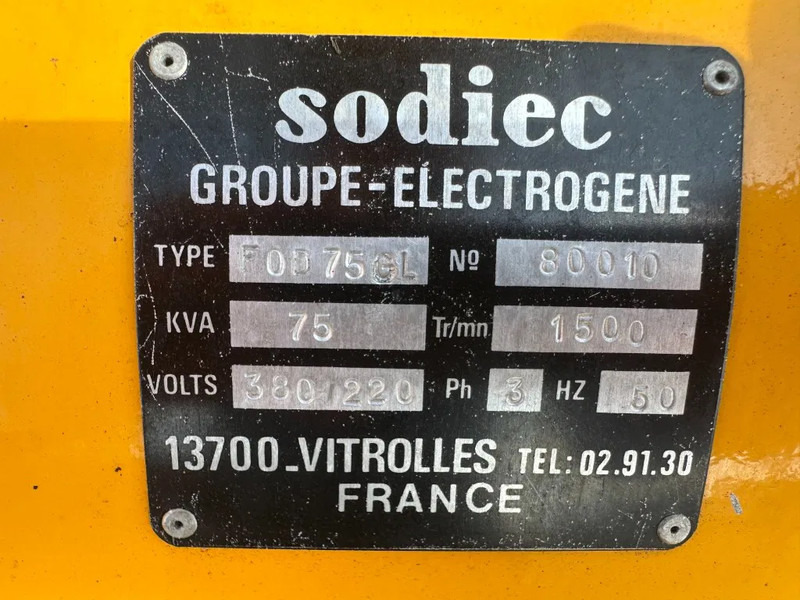 sodiec
GROUPE-ELECTROGENE
TYPE FOD75GL Nº 80010
KVA 75 Tr/mn 1500
VOLTS 380/220 Ph 3 HZ 50
13700_VITROLLES TEL: 02.91.30
FRANCE